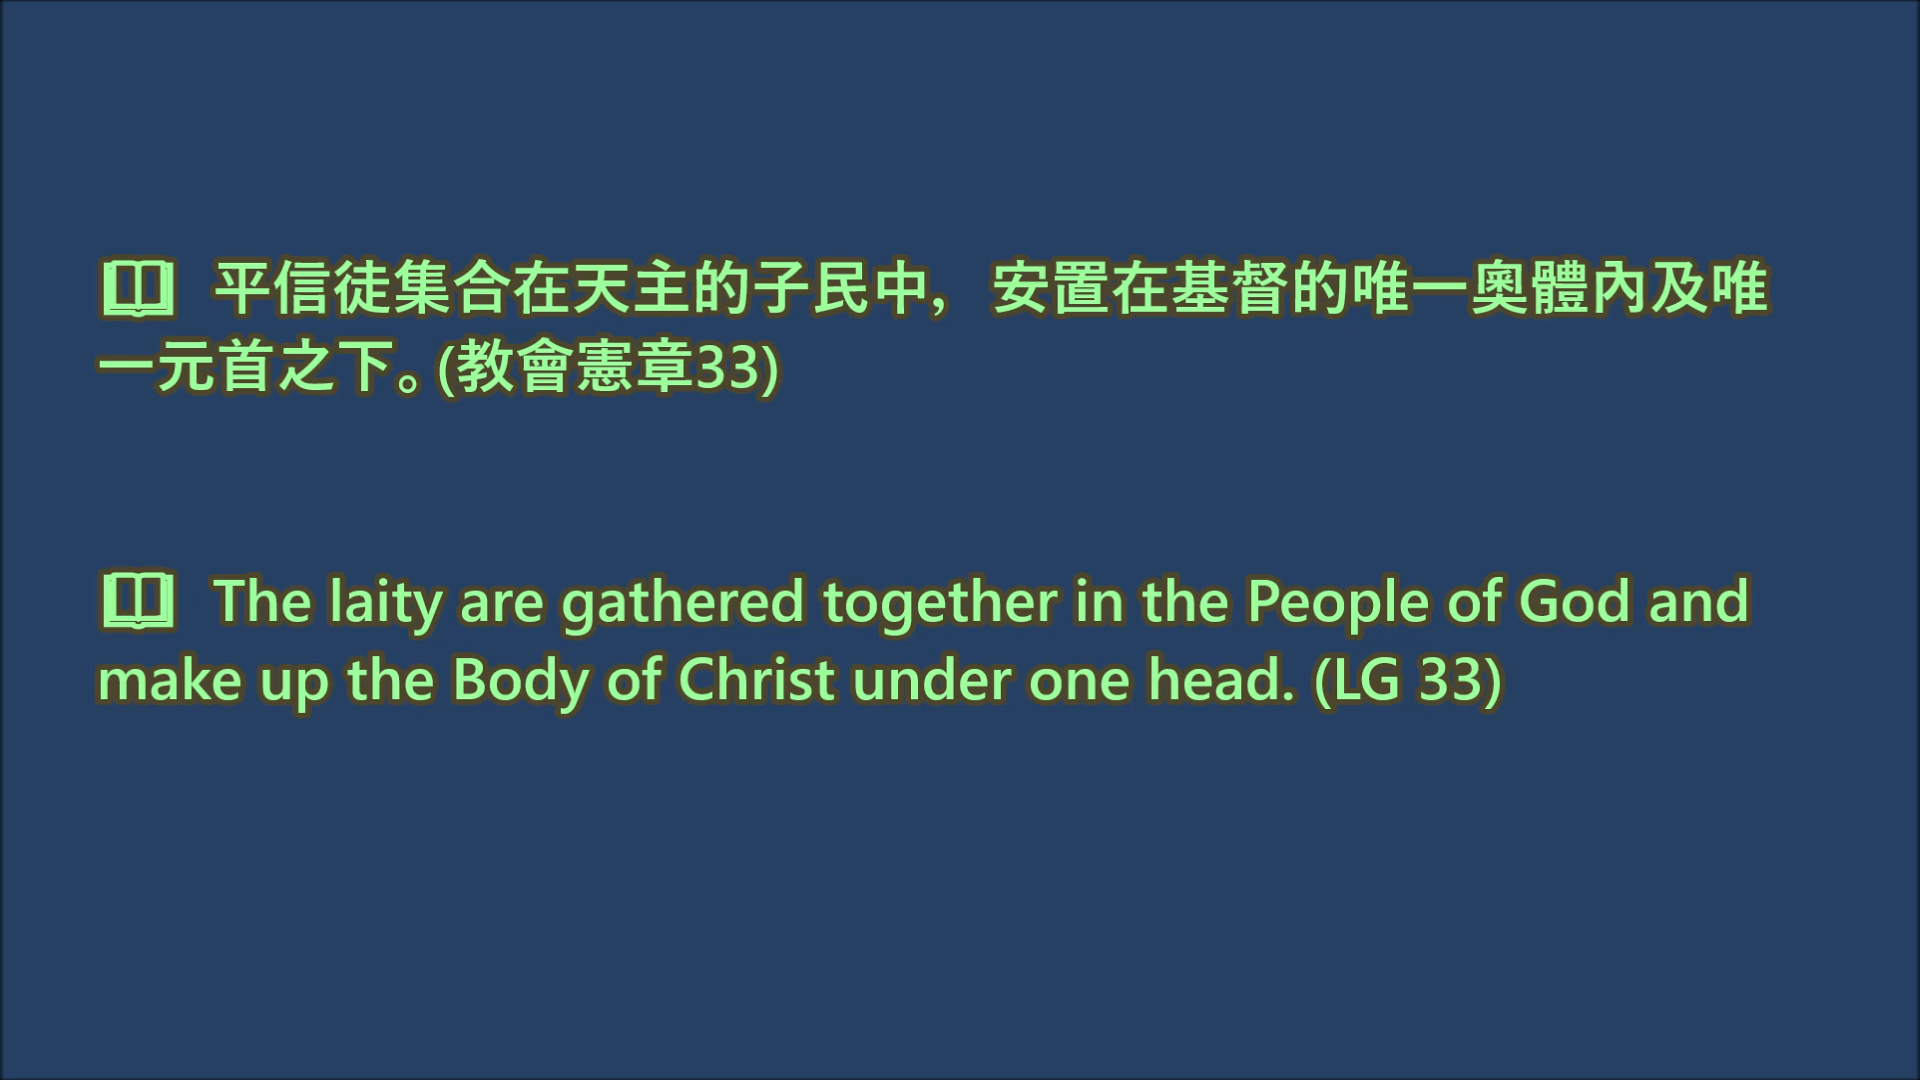 🕮 平信徒集合在天主的子民中， 安置在基督的唯一奧體內及唯
一元首之下。(教會憲章33)
🕮 The laity are gathered together in the People of God and
make up the Body of Christ under one head. (LG 33)